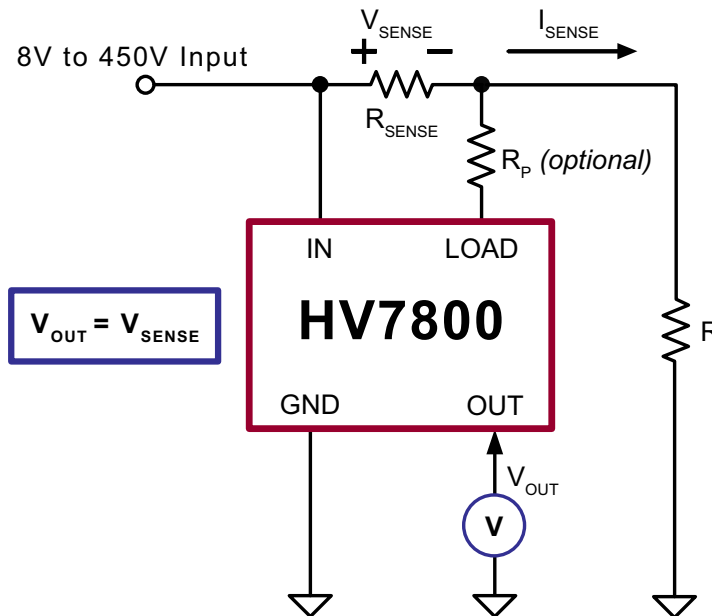 V_SENSE
I_SENSE
8V to 450V Input
+ −
R_SENSE
R_P (optional)
IN LOAD
HV7800
V_OUT = V_SENSE
R
GND OUT
V_OUT
V